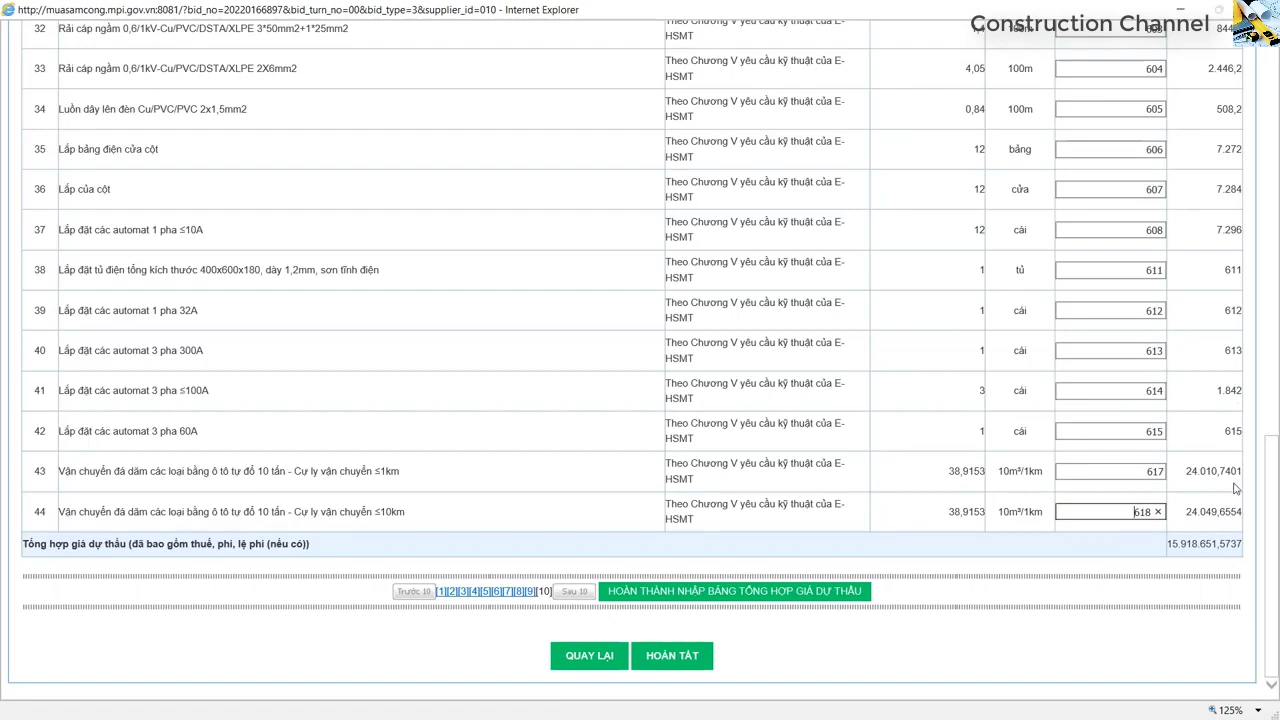 http://muasamcong.mpi.gov.vn:8081/?bid_no=20220166897&bid_turn_no=00&bid_type=3&supplier_id=010 - Internet Explorer
Construction Channel
32 Rải cáp ngầm 0,6/1kV-Cu/PVC/DSTA/XLPE 3*50mm2+1*25mm2 Theo Chương V yêu cầu kỹ thuật của E-
HSMT
33 Rải cáp ngầm 0,6/1kV-Cu/PVC/DSTA/XLPE 2X6mm2 Theo Chương V yêu cầu kỹ thuật của E-
HSMT 4,05 100m 604 2.446,2
34 Luồn dây lên đèn Cu/PVC/PVC 2x1,5mm2 Theo Chương V yêu cầu kỹ thuật của E-
HSMT 0,84 100m 605 508,2
35 Lắp bảng điện cửa cột Theo Chương V yêu cầu kỹ thuật của E-
HSMT 12 bảng 606 7.272
36 Lắp của cột Theo Chương V yêu cầu kỹ thuật của E-
HSMT 12 cửa 607 7.284
37 Lắp đặt các automat 1 pha ≤10A Theo Chương V yêu cầu kỹ thuật của E-
HSMT 12 cái 608 7.296
38 Lắp đặt tủ điện tổng kích thước 400x600x180, dày 1,2mm, sơn tĩnh điện Theo Chương V yêu cầu kỹ thuật của E-
HSMT 1 tủ 611 611
39 Lắp đặt các automat 1 pha 32A Theo Chương V yêu cầu kỹ thuật của E-
HSMT 1 cái 612 612
40 Lắp đặt các automat 3 pha 300A Theo Chương V yêu cầu kỹ thuật của E-
HSMT 1 cái 613 613
41 Lắp đặt các automat 3 pha ≤100A Theo Chương V yêu cầu kỹ thuật của E-
HSMT 3 cái 614 1.842
42 Lắp đặt các automat 3 pha 60A Theo Chương V yêu cầu kỹ thuật của E-
HSMT 1 cái 615 615
43 Vận chuyển đá dăm các loại bằng ô tô tự đổ 10 tấn - Cự ly vận chuyển ≤1km Theo Chương V yêu cầu kỹ thuật của E-
HSMT 38,9153 10m³/1km 617 24.010,7401
44 Vận chuyển đá dăm các loại bằng ô tô tự đổ 10 tấn - Cự ly vận chuyển ≤10km Theo Chương V yêu cầu kỹ thuật của E-
HSMT 38,9153 10m³/1km 618 × 24.049,6554
Tổng hợp giá dự thầu (đã bao gồm thuế, phí, lệ phí (nếu có)) 15.918.651,5737
Trước 10 [1][2][3][4][5][6][7][8][9][10] Sau 10 HOÀN THÀNH NHẬP BẢNG TỔNG HỢP GIÁ DỰ THẦU
QUAY LẠI HOÀN TẤT
125%